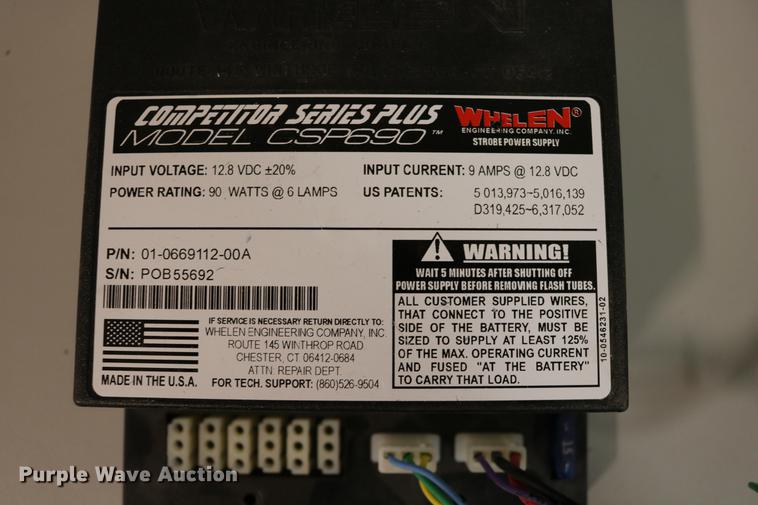 WHELEN
ENGINEERING COMPANY
COMPETITOR SERIES PLUS
MODEL CSP690™
WHELEN®
ENGINEERING COMPANY, INC.
STROBE POWER SUPPLY
INPUT VOLTAGE: 12.8 VDC ±20%
INPUT CURRENT: 9 AMPS @ 12.8 VDC
POWER RATING: 90 WATTS @ 6 LAMPS
US PATENTS: 5 013,973~5,016,139
D319,425~6,317,052
P/N: 01-0669112-00A
S/N: POB55692
WARNING!
WAIT 5 MINUTES AFTER SHUTTING OFF
POWER SUPPLY BEFORE REMOVING FLASH TUBES.
ALL CUSTOMER SUPPLIED WIRES,
THAT CONNECT TO THE POSITIVE
SIDE OF THE BATTERY, MUST BE
SIZED TO SUPPLY AT LEAST 125%
OF THE MAX. OPERATING CURRENT
AND FUSED "AT THE BATTERY"
TO CARRY THAT LOAD.
10-0546231-02
IF SERVICE IS NECESSARY RETURN DIRECTLY TO:
WHELEN ENGINEERING COMPANY, INC.
ROUTE 145 WINTHROP ROAD
CHESTER, CT 06412-0684
ATTN: REPAIR DEPT.
FOR TECH. SUPPORT: (860)526-9504
MADE IN THE U.S.A.
15
Purple Wave Auction